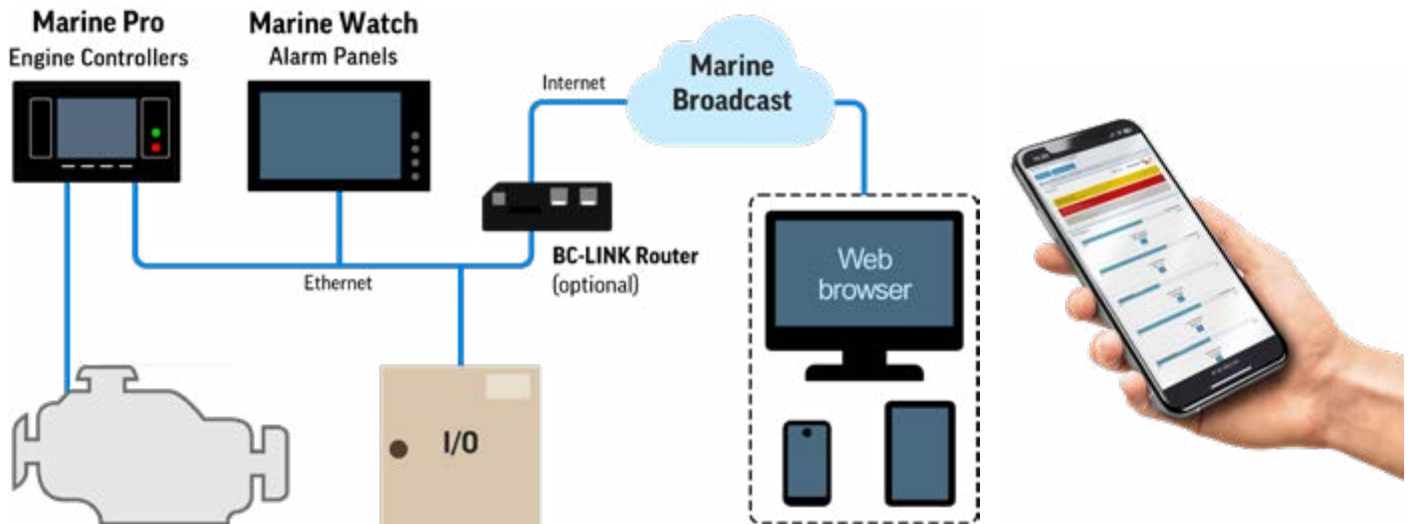 Marine Pro
Engine Controllers
Marine Watch
Alarm Panels
Internet
Marine
Broadcast
BC-LINK Router
(optional)
Ethernet
Web
browser
I/O